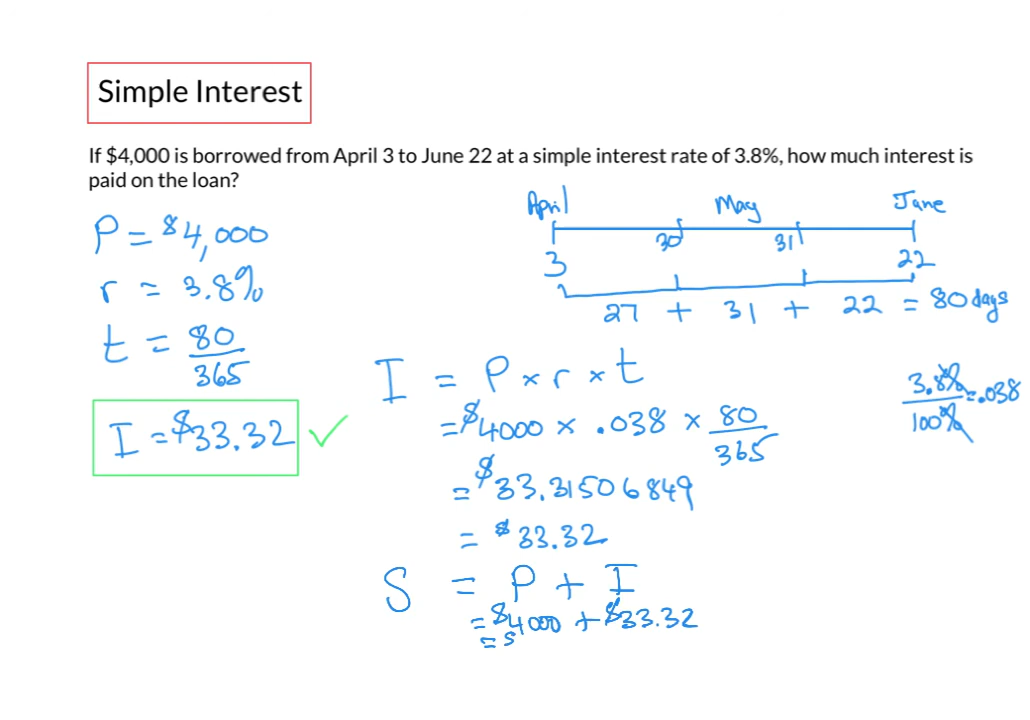 Simple Interest
If $4,000 is borrowed from April 3 to June 22 at a simple interest rate of 3.8%, how much interest is
paid on the loan?
April May June
30 31
3 22
27 + 31 + 22 = 80 days
P = $4,000
r = 3.8%
t = 80/365
I = $33.32 ✓
I = P × r × t
= $4000 × .038 × 80/365
= $33.31506849
= $33.32
3.8%/100% = .038
S = P + I
= $4000 + $33.32
= $